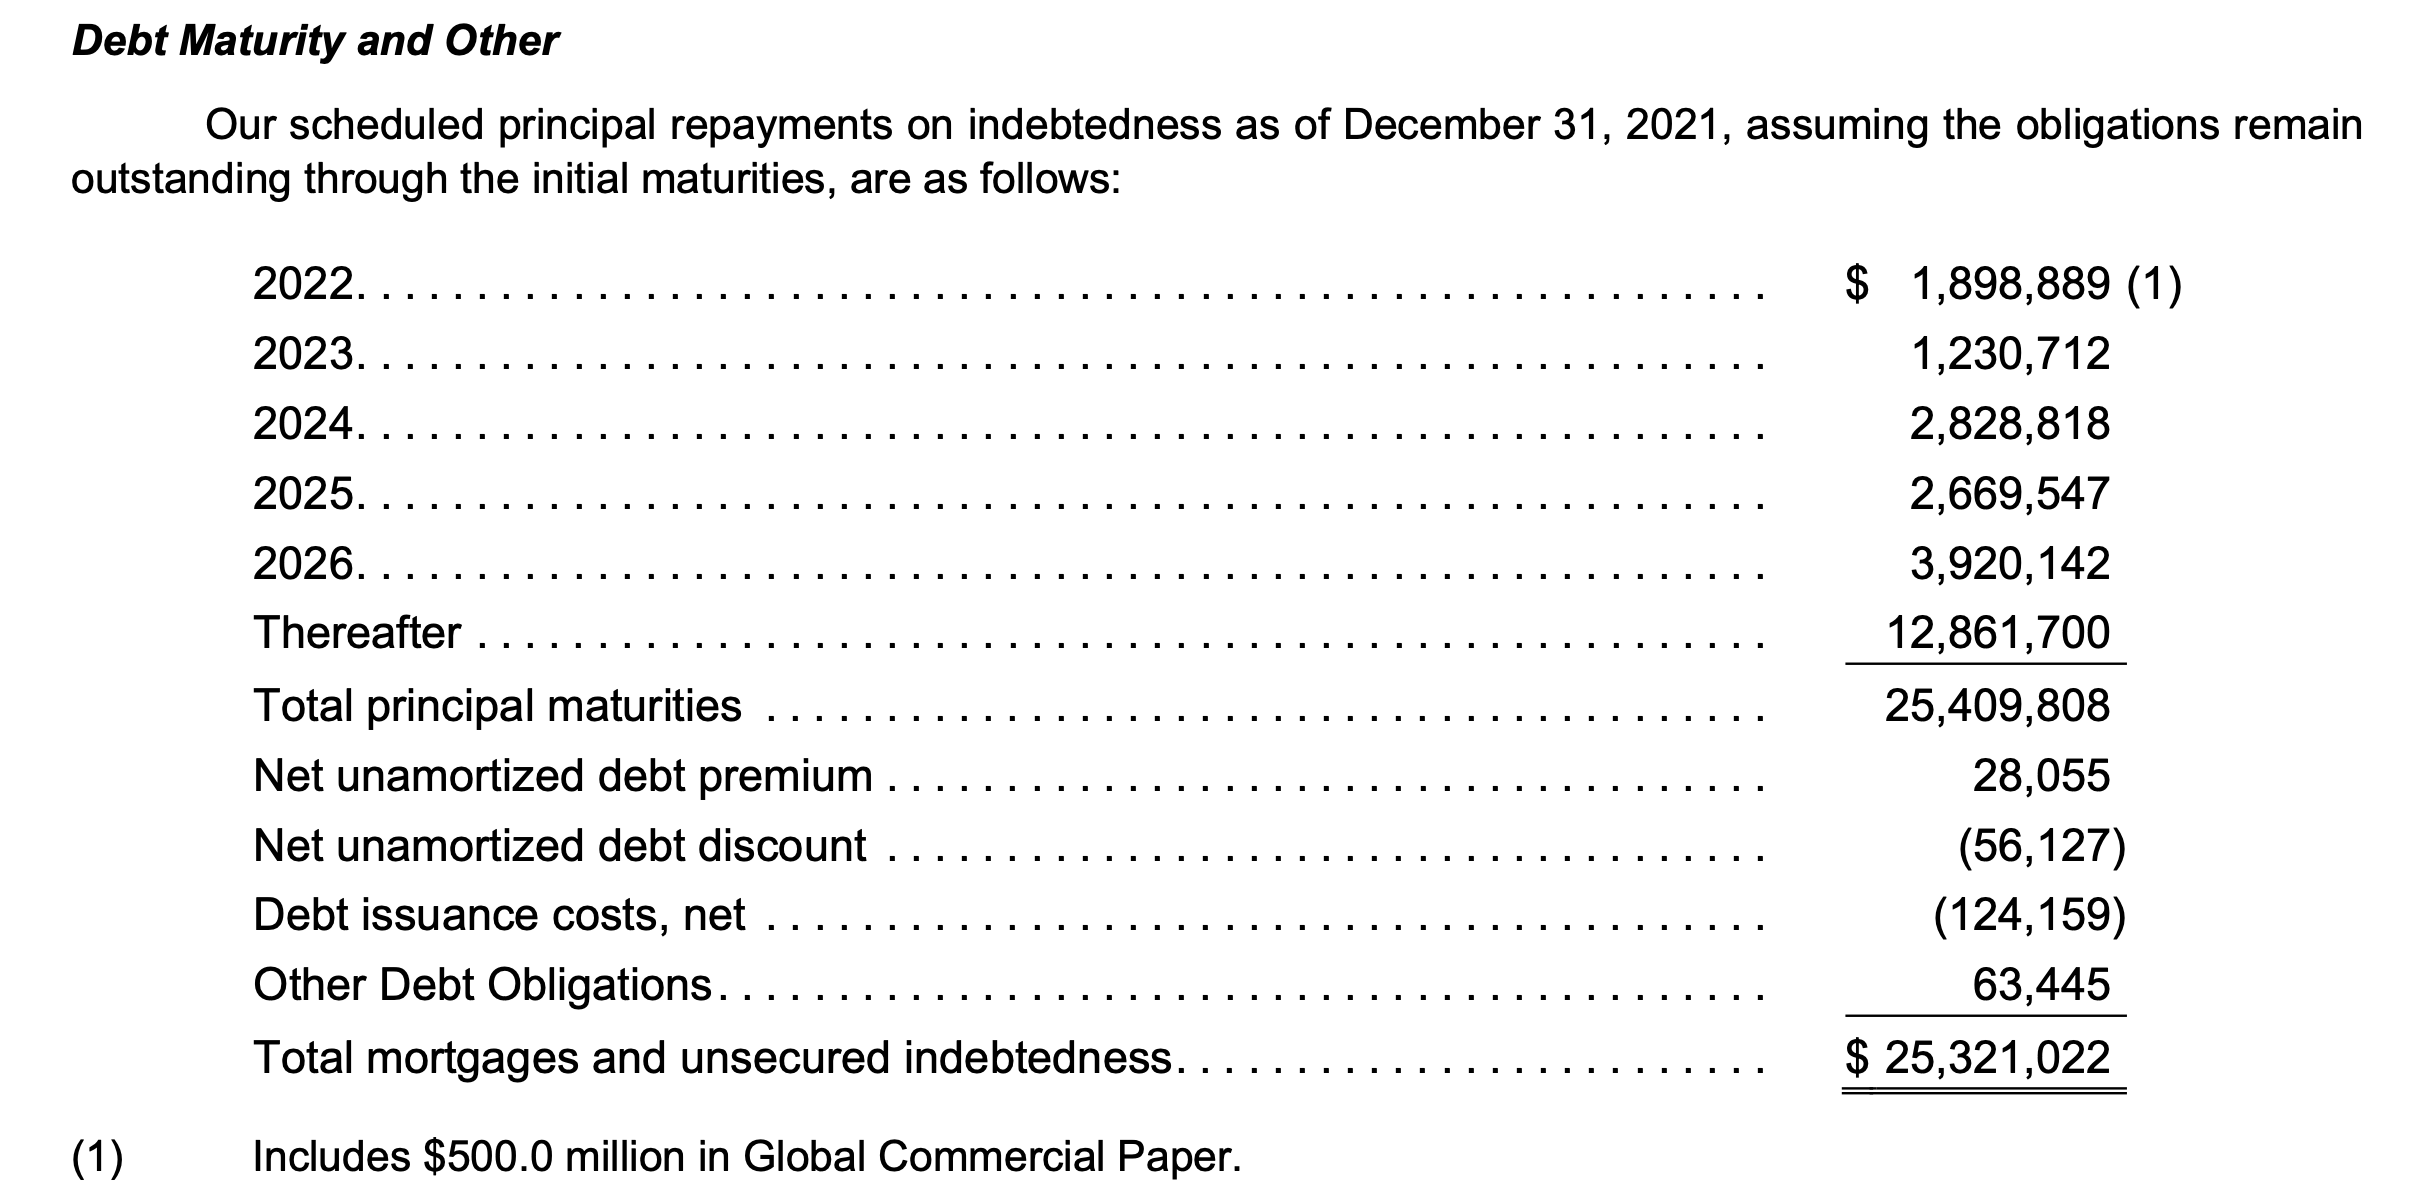 Debt Maturity and Other
Our scheduled principal repayments on indebtedness as of December 31, 2021, assuming the obligations remain
outstanding through the initial maturities, are as follows:
2022. . . . . . . . . . . . . . . . . . . . . . . . . . . . . . . . . . . . . . . . . . . . . . . . . . . . . . . . . . . $ 1,898,889 (1)
2023. . . . . . . . . . . . . . . . . . . . . . . . . . . . . . . . . . . . . . . . . . . . . . . . . . . . . . . . . . . 1,230,712
2024. . . . . . . . . . . . . . . . . . . . . . . . . . . . . . . . . . . . . . . . . . . . . . . . . . . . . . . . . . . 2,828,818
2025. . . . . . . . . . . . . . . . . . . . . . . . . . . . . . . . . . . . . . . . . . . . . . . . . . . . . . . . . . . 2,669,547
2026. . . . . . . . . . . . . . . . . . . . . . . . . . . . . . . . . . . . . . . . . . . . . . . . . . . . . . . . . . . 3,920,142
Thereafter . . . . . . . . . . . . . . . . . . . . . . . . . . . . . . . . . . . . . . . . . . . . . . . . . . . . . . 12,861,700
Total principal maturities . . . . . . . . . . . . . . . . . . . . . . . . . . . . . . . . . . . . . . . . . . 25,409,808
Net unamortized debt premium . . . . . . . . . . . . . . . . . . . . . . . . . . . . . . . . . . . . . 28,055
Net unamortized debt discount . . . . . . . . . . . . . . . . . . . . . . . . . . . . . . . . . . . . . (56,127)
Debt issuance costs, net . . . . . . . . . . . . . . . . . . . . . . . . . . . . . . . . . . . . . . . . . . (124,159)
Other Debt Obligations. . . . . . . . . . . . . . . . . . . . . . . . . . . . . . . . . . . . . . . . . . . . 63,445
Total mortgages and unsecured indebtedness. . . . . . . . . . . . . . . . . . . . . . . . . $ 25,321,022
(1) Includes $500.0 million in Global Commercial Paper.